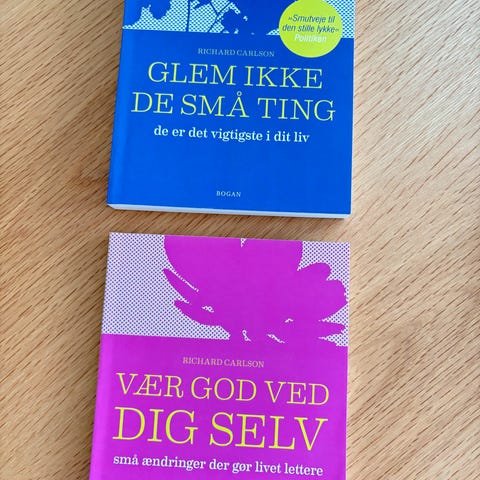 »Smutveje til
den stille lykke«
Politiken
RICHARD CARLSON
GLEM IKKE
DE SMÅ TING
de er det vigtigste i dit liv
BOGAN
RICHARD CARLSON
VÆR GOD VED
DIG SELV
små ændringer der gør livet lettere